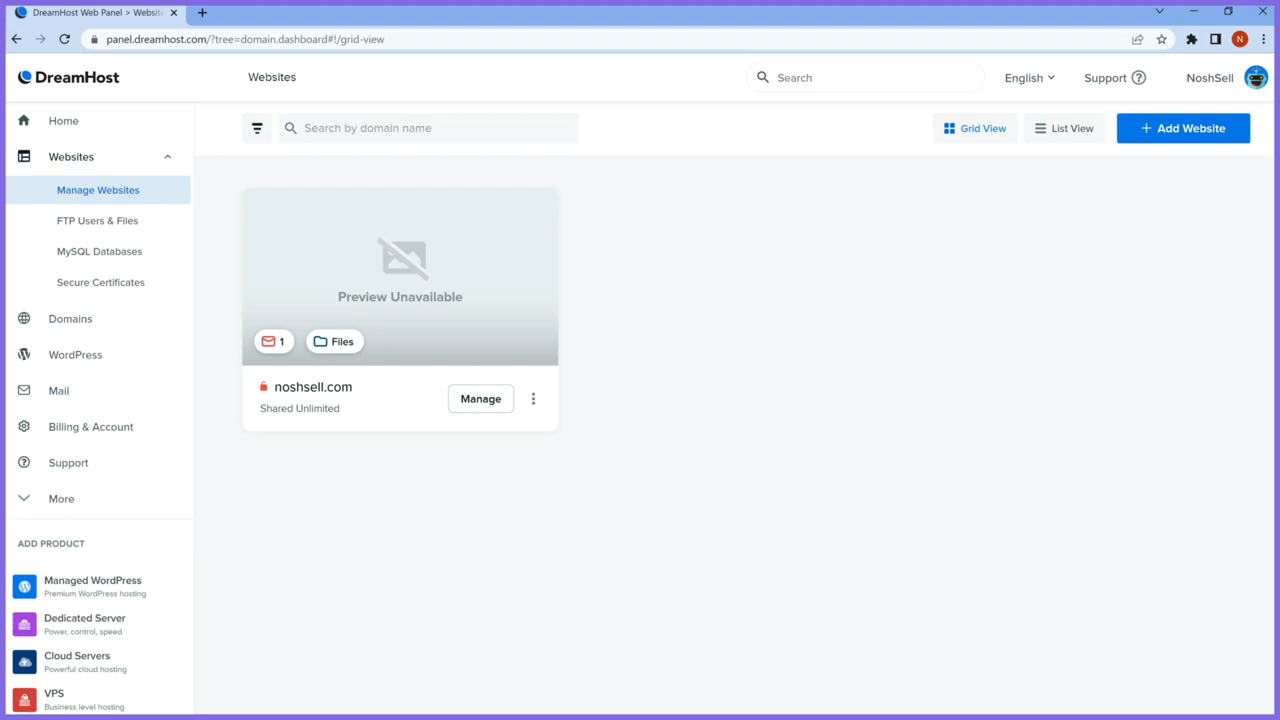 DreamHost Web Panel > Website
panel.dreamhost.com/?tree=domain.dashboard#!/grid-view
N
DreamHost
Websites
Search
English
Support
NoshSell
Home
Websites
Manage Websites
FTP Users & Files
MySQL Databases
Secure Certificates
Domains
WordPress
Mail
Billing & Account
Support
More
ADD PRODUCT
Managed WordPress
Premium WordPress hosting
Dedicated Server
Power, control, speed
Cloud Servers
Powerful cloud hosting
VPS
Business level hosting
Search by domain name
Grid View
List View
+ Add Website
Preview Unavailable
1
Files
noshsell.com
Shared Unlimited
Manage